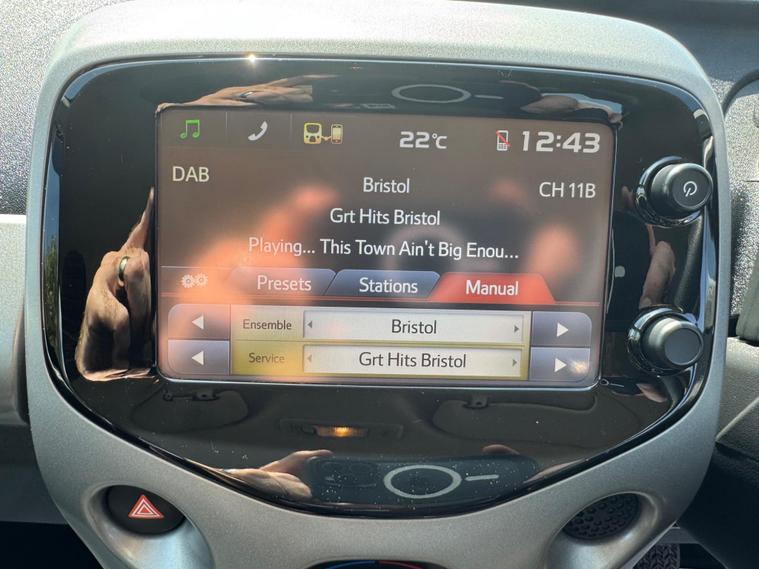 22°C 12:43
DAB
Bristol
CH 11B
Grt Hits Bristol
Playing... This Town Ain't Big Enou...
Presets Stations Manual
Ensemble Bristol
Service Grt Hits Bristol